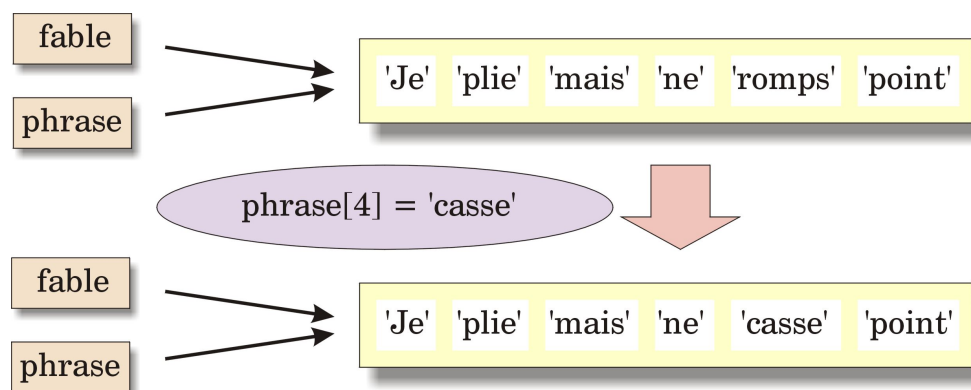 fable
'Je' 'plie' 'mais' 'ne' 'romps' 'point'
phrase
phrase[4] = 'casse'
fable
'Je' 'plie' 'mais' 'ne' 'casse' 'point'
phrase